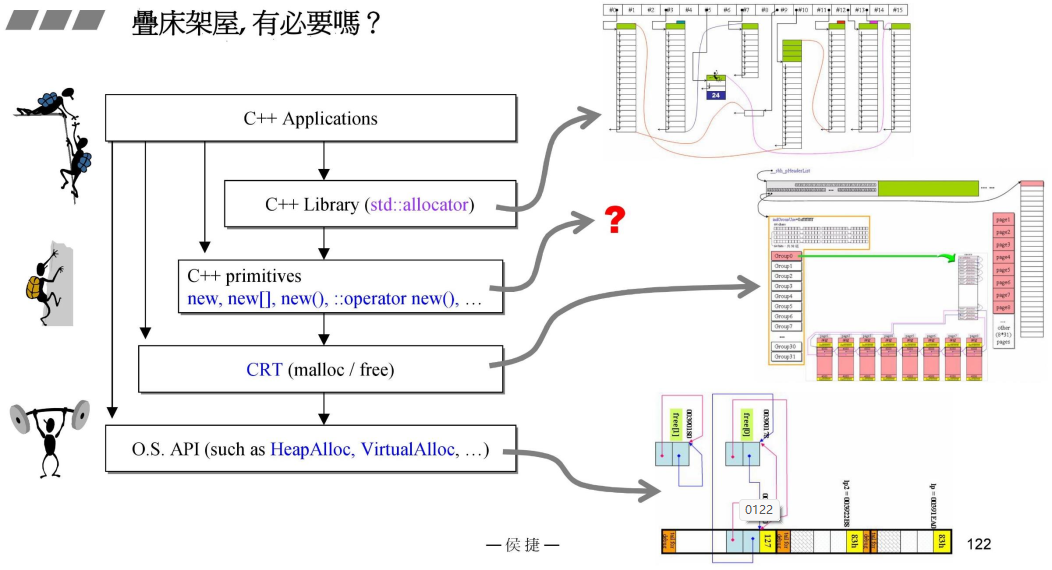 疊床架屋, 有必要嗎？
#0 #1 #2 #3 #4 #5 #6 #7 #8 #9 #10 #11 #12 #13 #14 #15
24
C++ Applications
C++ Library (std::allocator)
C++ primitives
new, new[], new(), ::operator new(), …
CRT (malloc / free)
O.S. API (such as HeapAlloc, VirtualAlloc, …)
?
Group0
Group1
Group2
Group3
Group4
Group5
Group6
Group7
Group30
Group31
page1
page2
page3
page4
page5
page6
page7
page8
...
other
(8*31)
pages
free[1]
free[0]
0122
127
83h
83h
—侯捷—
122